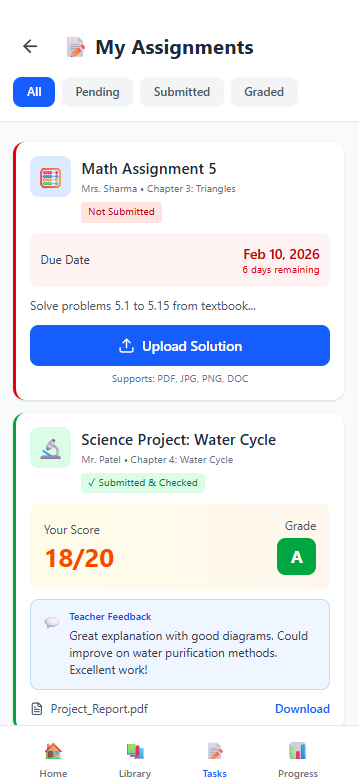 My Assignments
All
Pending
Submitted
Graded
Math Assignment 5
Mrs. Sharma • Chapter 3: Triangles
Not Submitted
Due Date
Feb 10, 2026
6 days remaining
Solve problems 5.1 to 5.15 from textbook...
Upload Solution
Supports: PDF, JPG, PNG, DOC
Science Project: Water Cycle
Mr. Patel • Chapter 4: Water Cycle
✓ Submitted & Checked
Your Score
18/20
Grade
A
Teacher Feedback
Great explanation with good diagrams. Could
improve on water purification methods.
Excellent work!
Project_Report.pdf
Download
Home
Library
Tasks
Progress